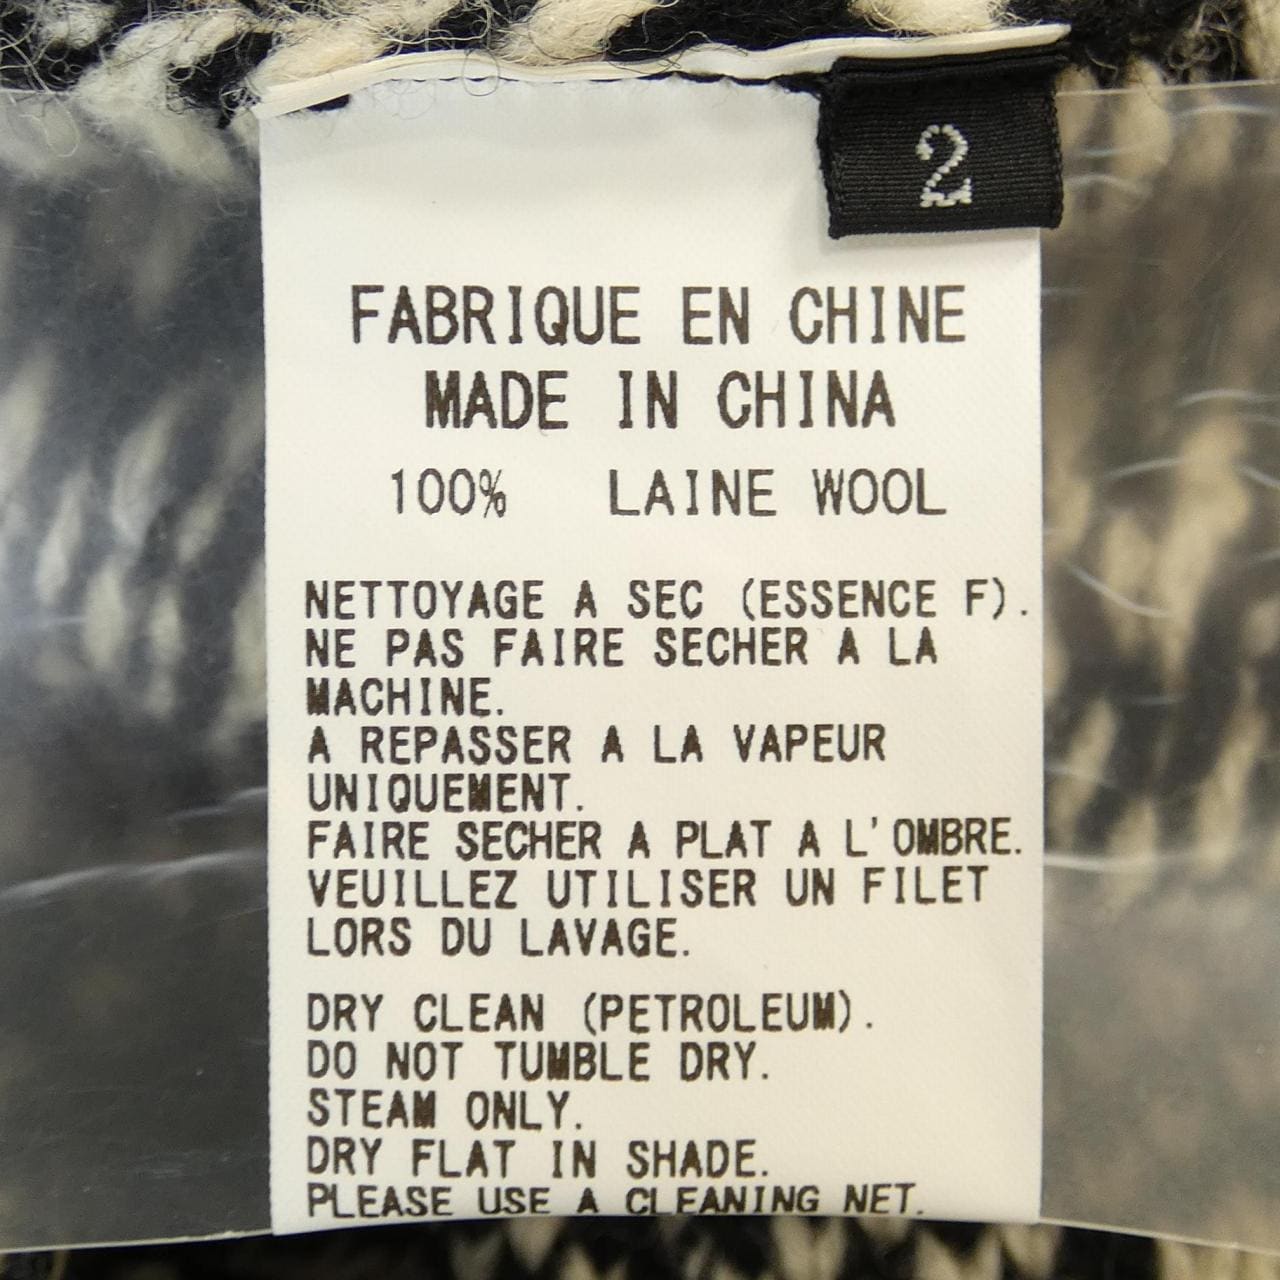 2
FABRIQUE EN CHINE
MADE IN CHINA
100% LAINE WOOL
NETTOYAGE A SEC (ESSENCE F).
NE PAS FAIRE SECHER A LA
MACHINE.
A REPASSER A LA VAPEUR
UNIQUEMENT.
FAIRE SECHER A PLAT A L'OMBRE.
VEUILLEZ UTILISER UN FILET
LORS DU LAVAGE.
DRY CLEAN (PETROLEUM).
DO NOT TUMBLE DRY.
STEAM ONLY.
DRY FLAT IN SHADE.
PLEASE USE A CLEANING NET.